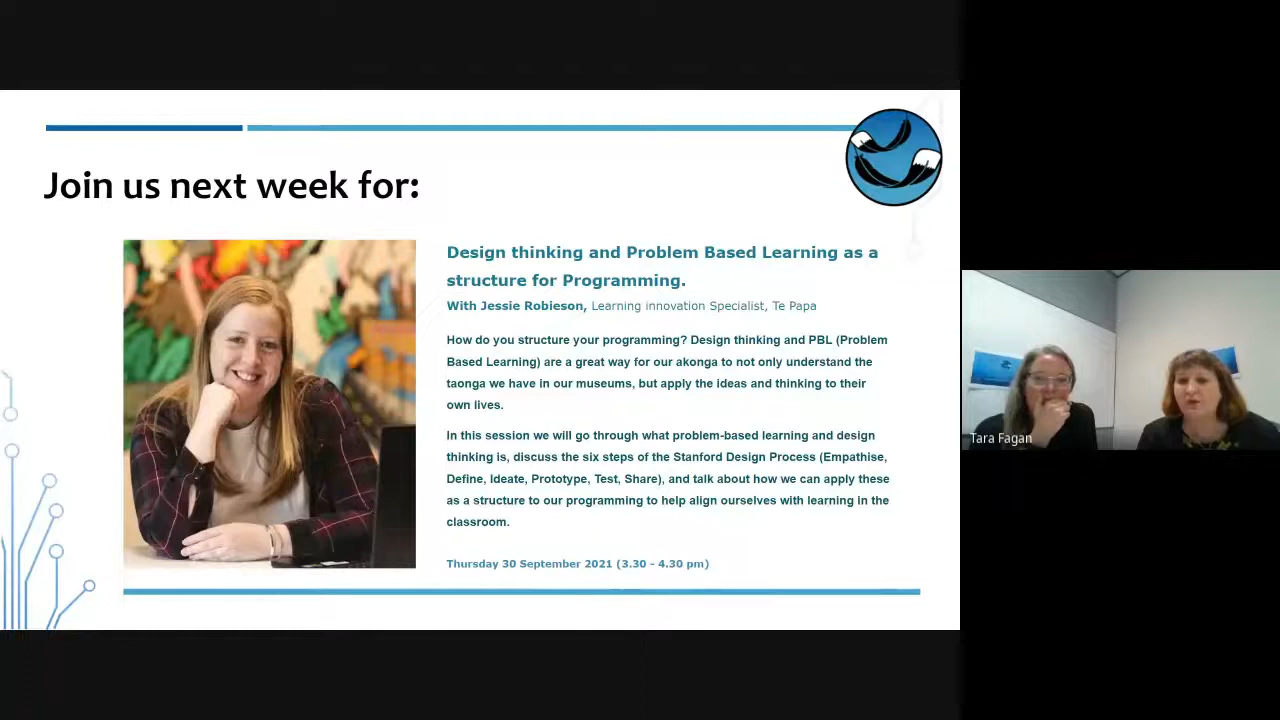 Join us next week for:
Design thinking and Problem Based Learning as a
structure for Programming.
With Jessie Robieson, Learning innovation Specialist, Te Papa
How do you structure your programming? Design thinking and PBL (Problem
Based Learning) are a great way for our akonga to not only understand the
taonga we have in our museums, but apply the ideas and thinking to their
own lives.
In this session we will go through what problem-based learning and design
thinking is, discuss the six steps of the Stanford Design Process (Empathise,
Define, Ideate, Prototype, Test, Share), and talk about how we can apply these
as a structure to our programming to help align ourselves with learning in the
classroom.
Thursday 30 September 2021 (3.30 - 4.30 pm)
Tara Fagan